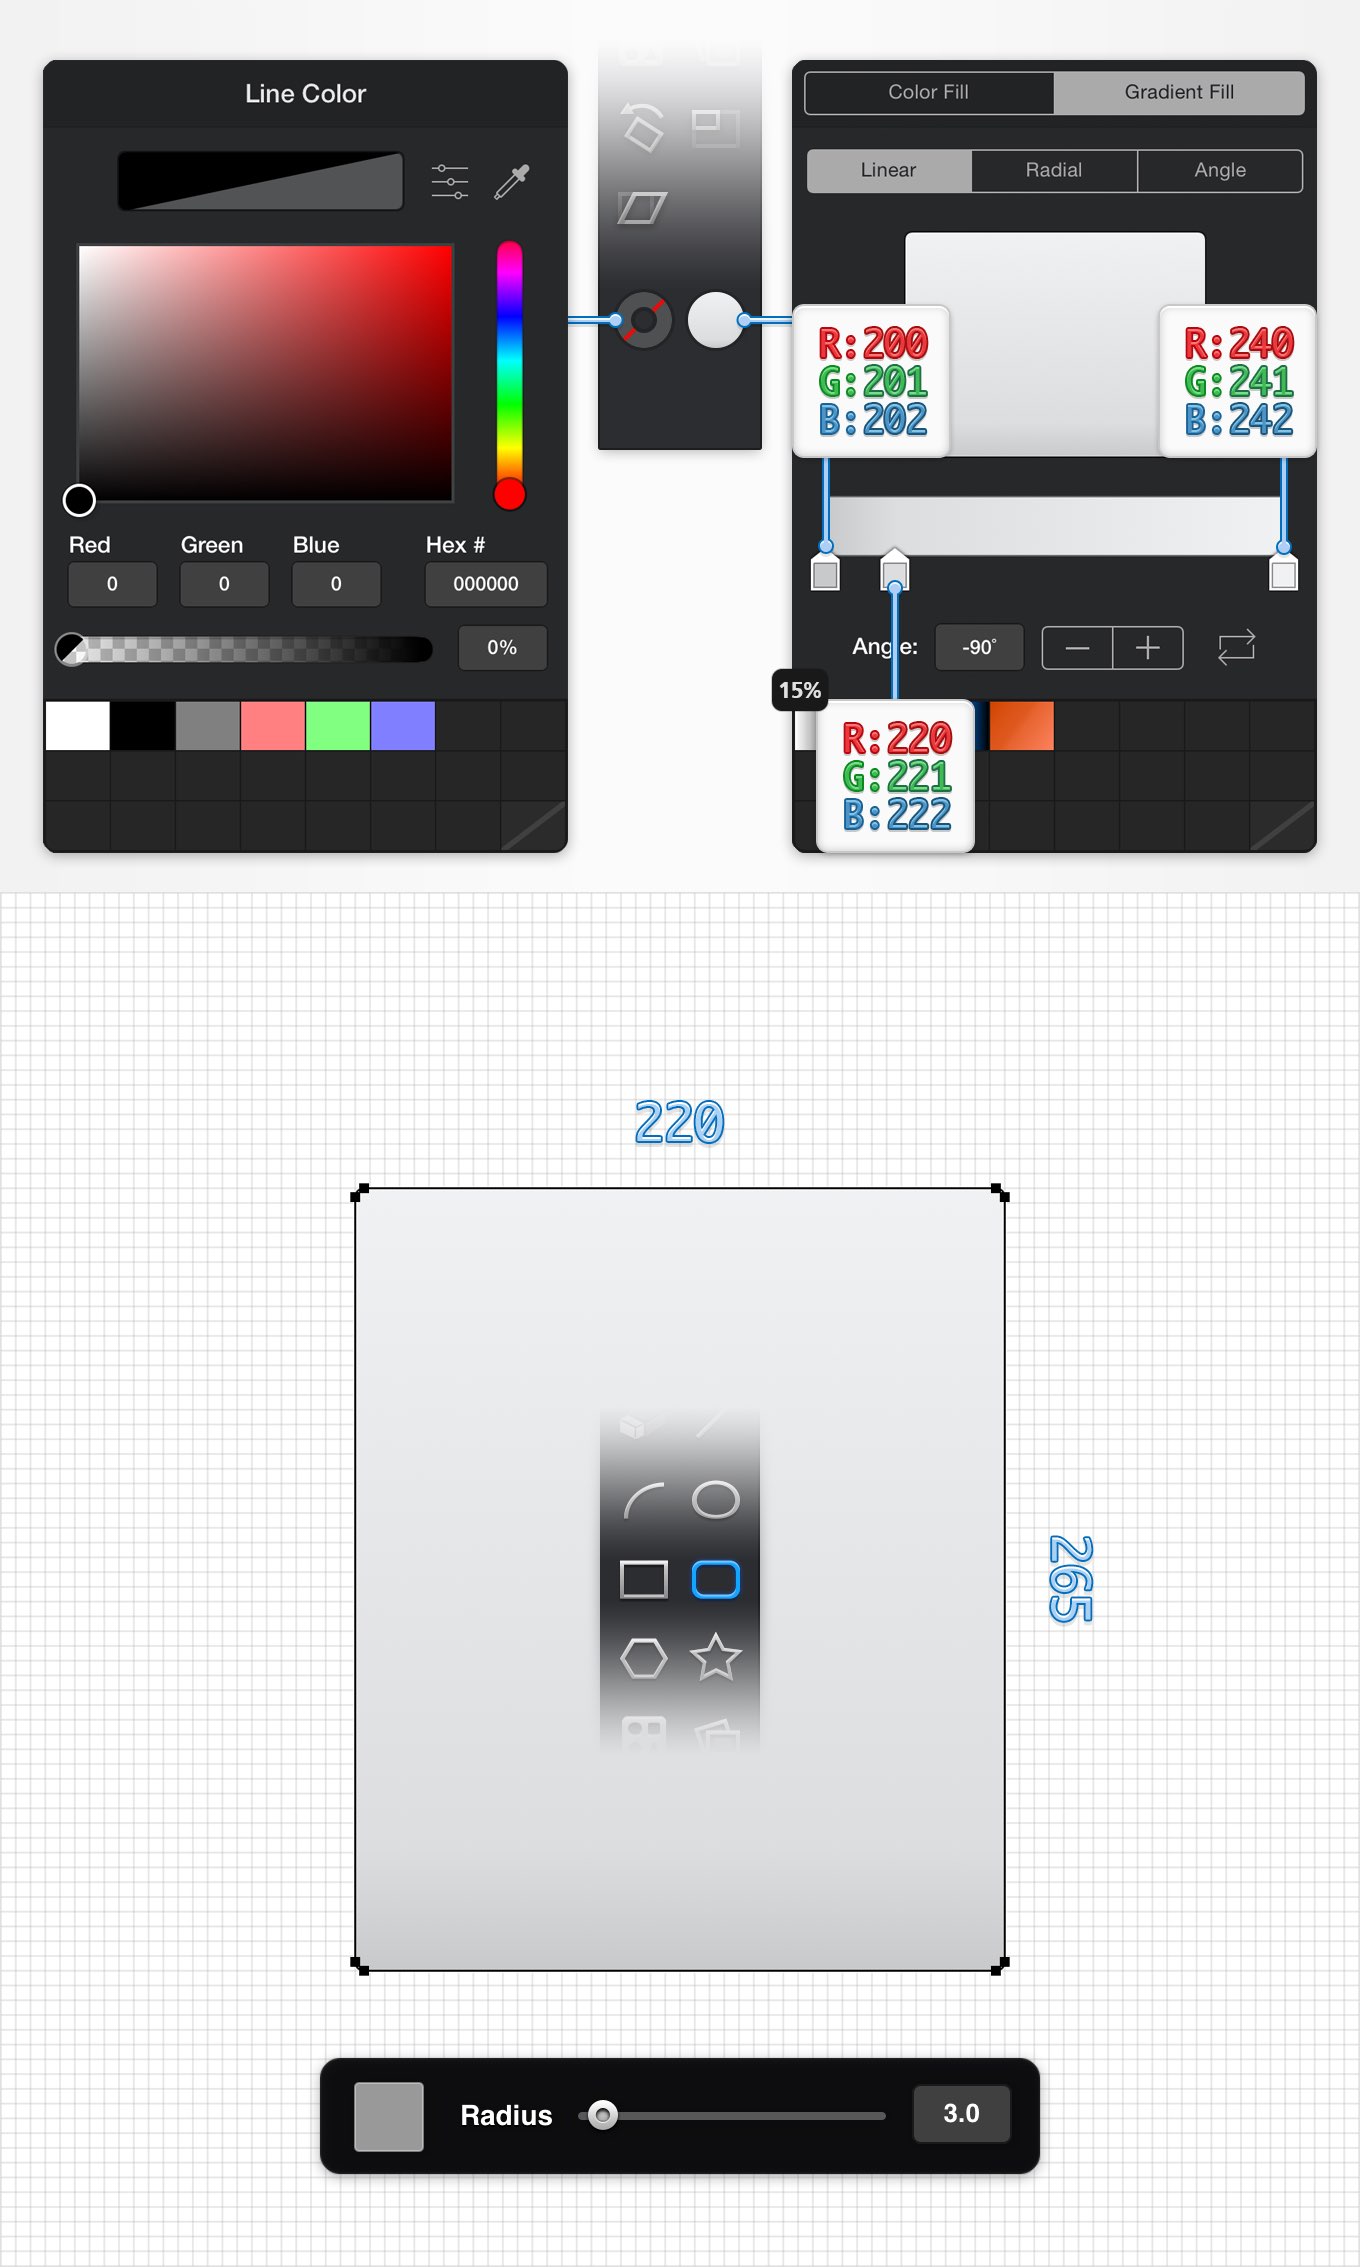 Line Color
Red
Green
Blue
Hex #
0
0
0
000000
0%
Color Fill
Gradient Fill
Linear
Radial
Angle
R:200
G:201
B:202
R:240
G:241
B:242
Angle:
-90°
15%
R:220
G:221
B:222
220
265
Radius
3.0